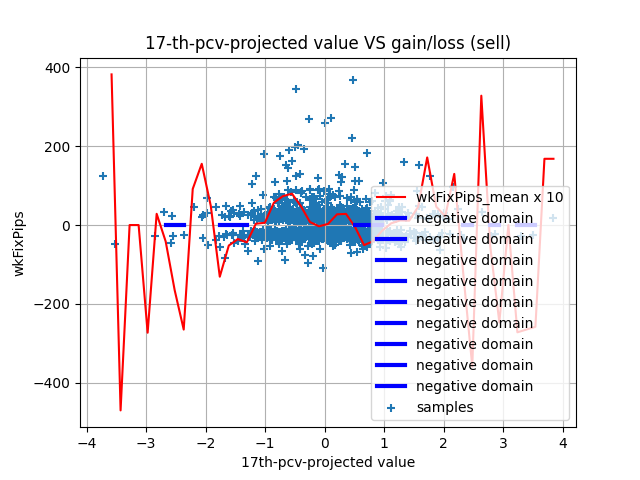 17-th-pcv-projected value VS gain/loss (sell)
wkFixPips
400
200
0
−200
−400
−4
−3
−2
−1
0
1
2
3
4
17th-pcv-projected value
wkFixPips_mean x 10
negative domain
negative domain
negative domain
negative domain
negative domain
negative domain
negative domain
negative domain
negative domain
samples